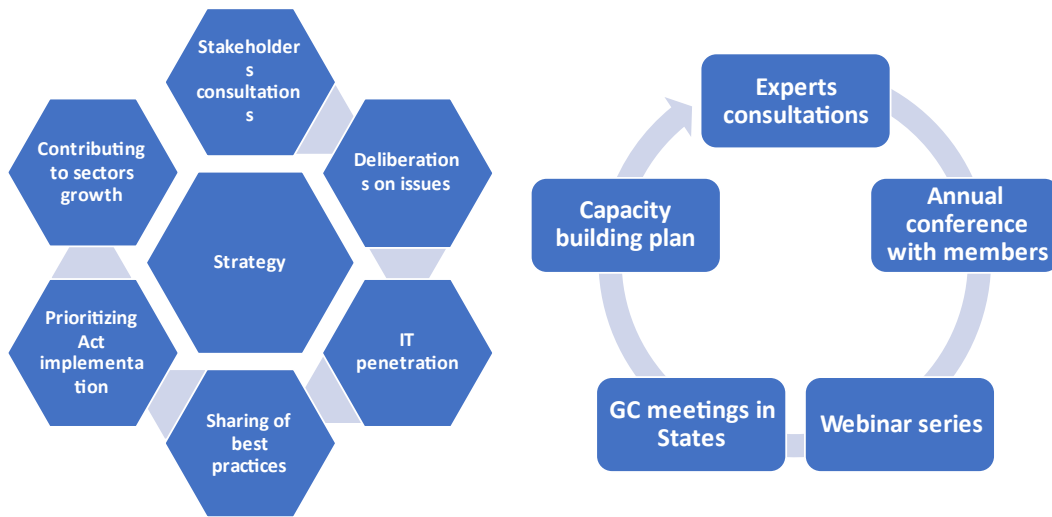 Stakeholder
s
consultation
s
Deliberation
s on issues
IT
penetration
Sharing of
best
practices
Prioritizing
Act
implementa
tion
Contributing
to sectors
growth
Strategy
Experts
consultations
Annual
conference
with members
Webinar series
GC meetings in
States
Capacity
building plan